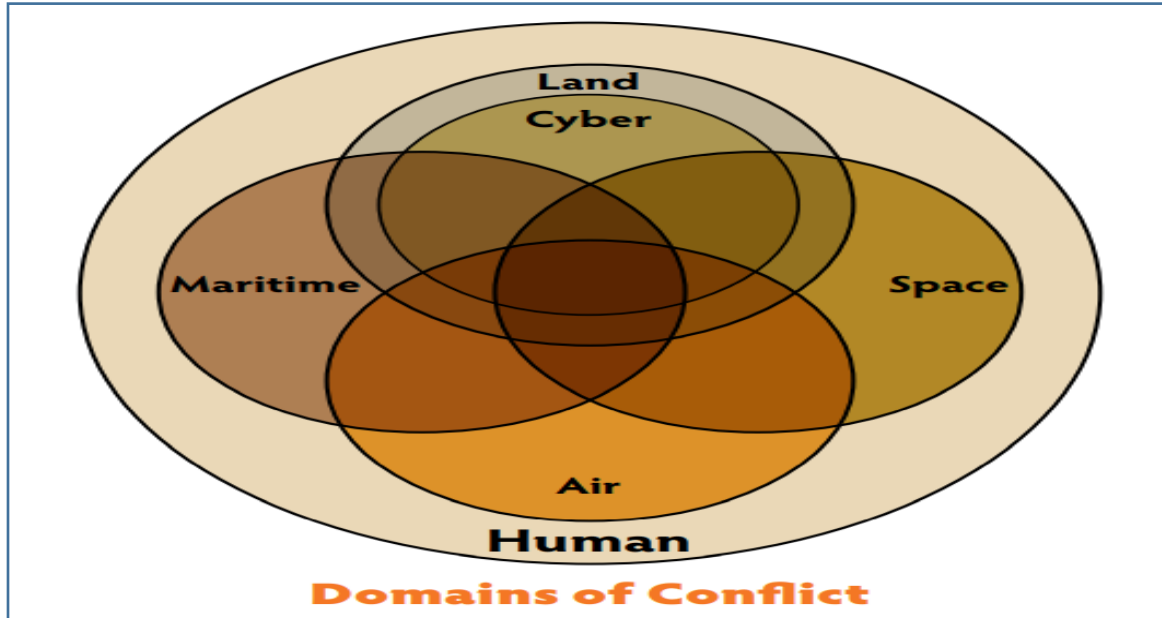 Land
Cyber
Maritime
Space
Air
Human
Domains of Conflict